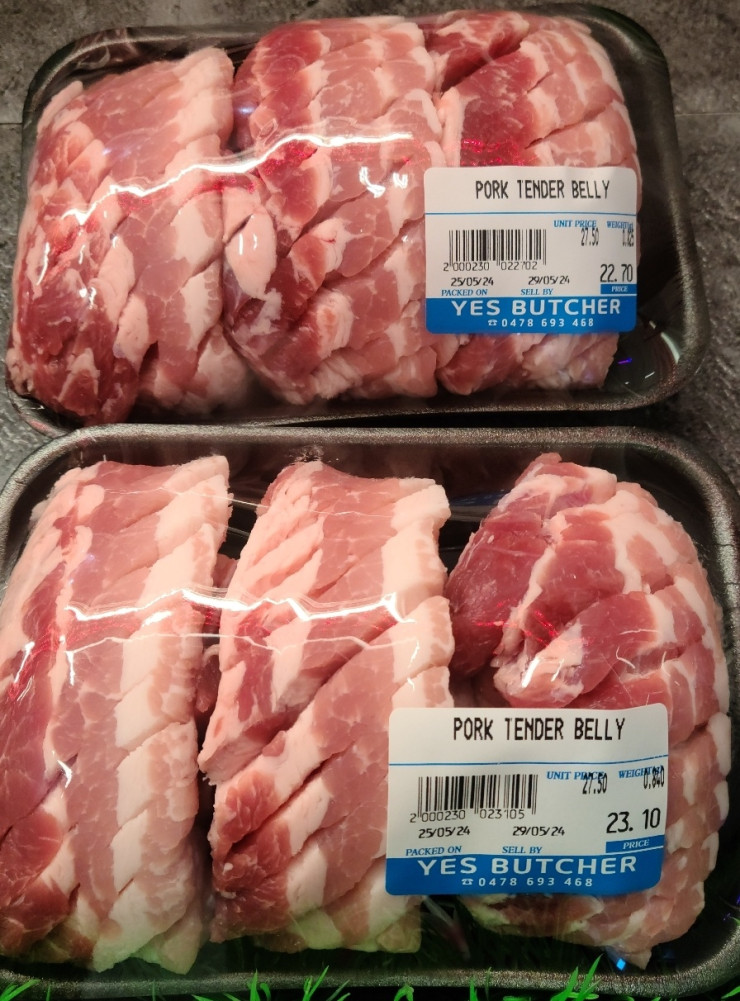 PORK TENDER BELLY
UNIT PRICE WEIGHT
27.50
2 000230 022702
25/05/24 29/05/24 22.70
PACKED ON SELL BY PRICE
YES BUTCHER
☎ 0478 693 468
PORK TENDER BELLY
UNIT PRICE WEIGHT
27.50 0.840
2 000230 023105
25/05/24 29/05/24 23.10
PACKED ON SELL BY PRICE
YES BUTCHER
☎ 0478 693 468